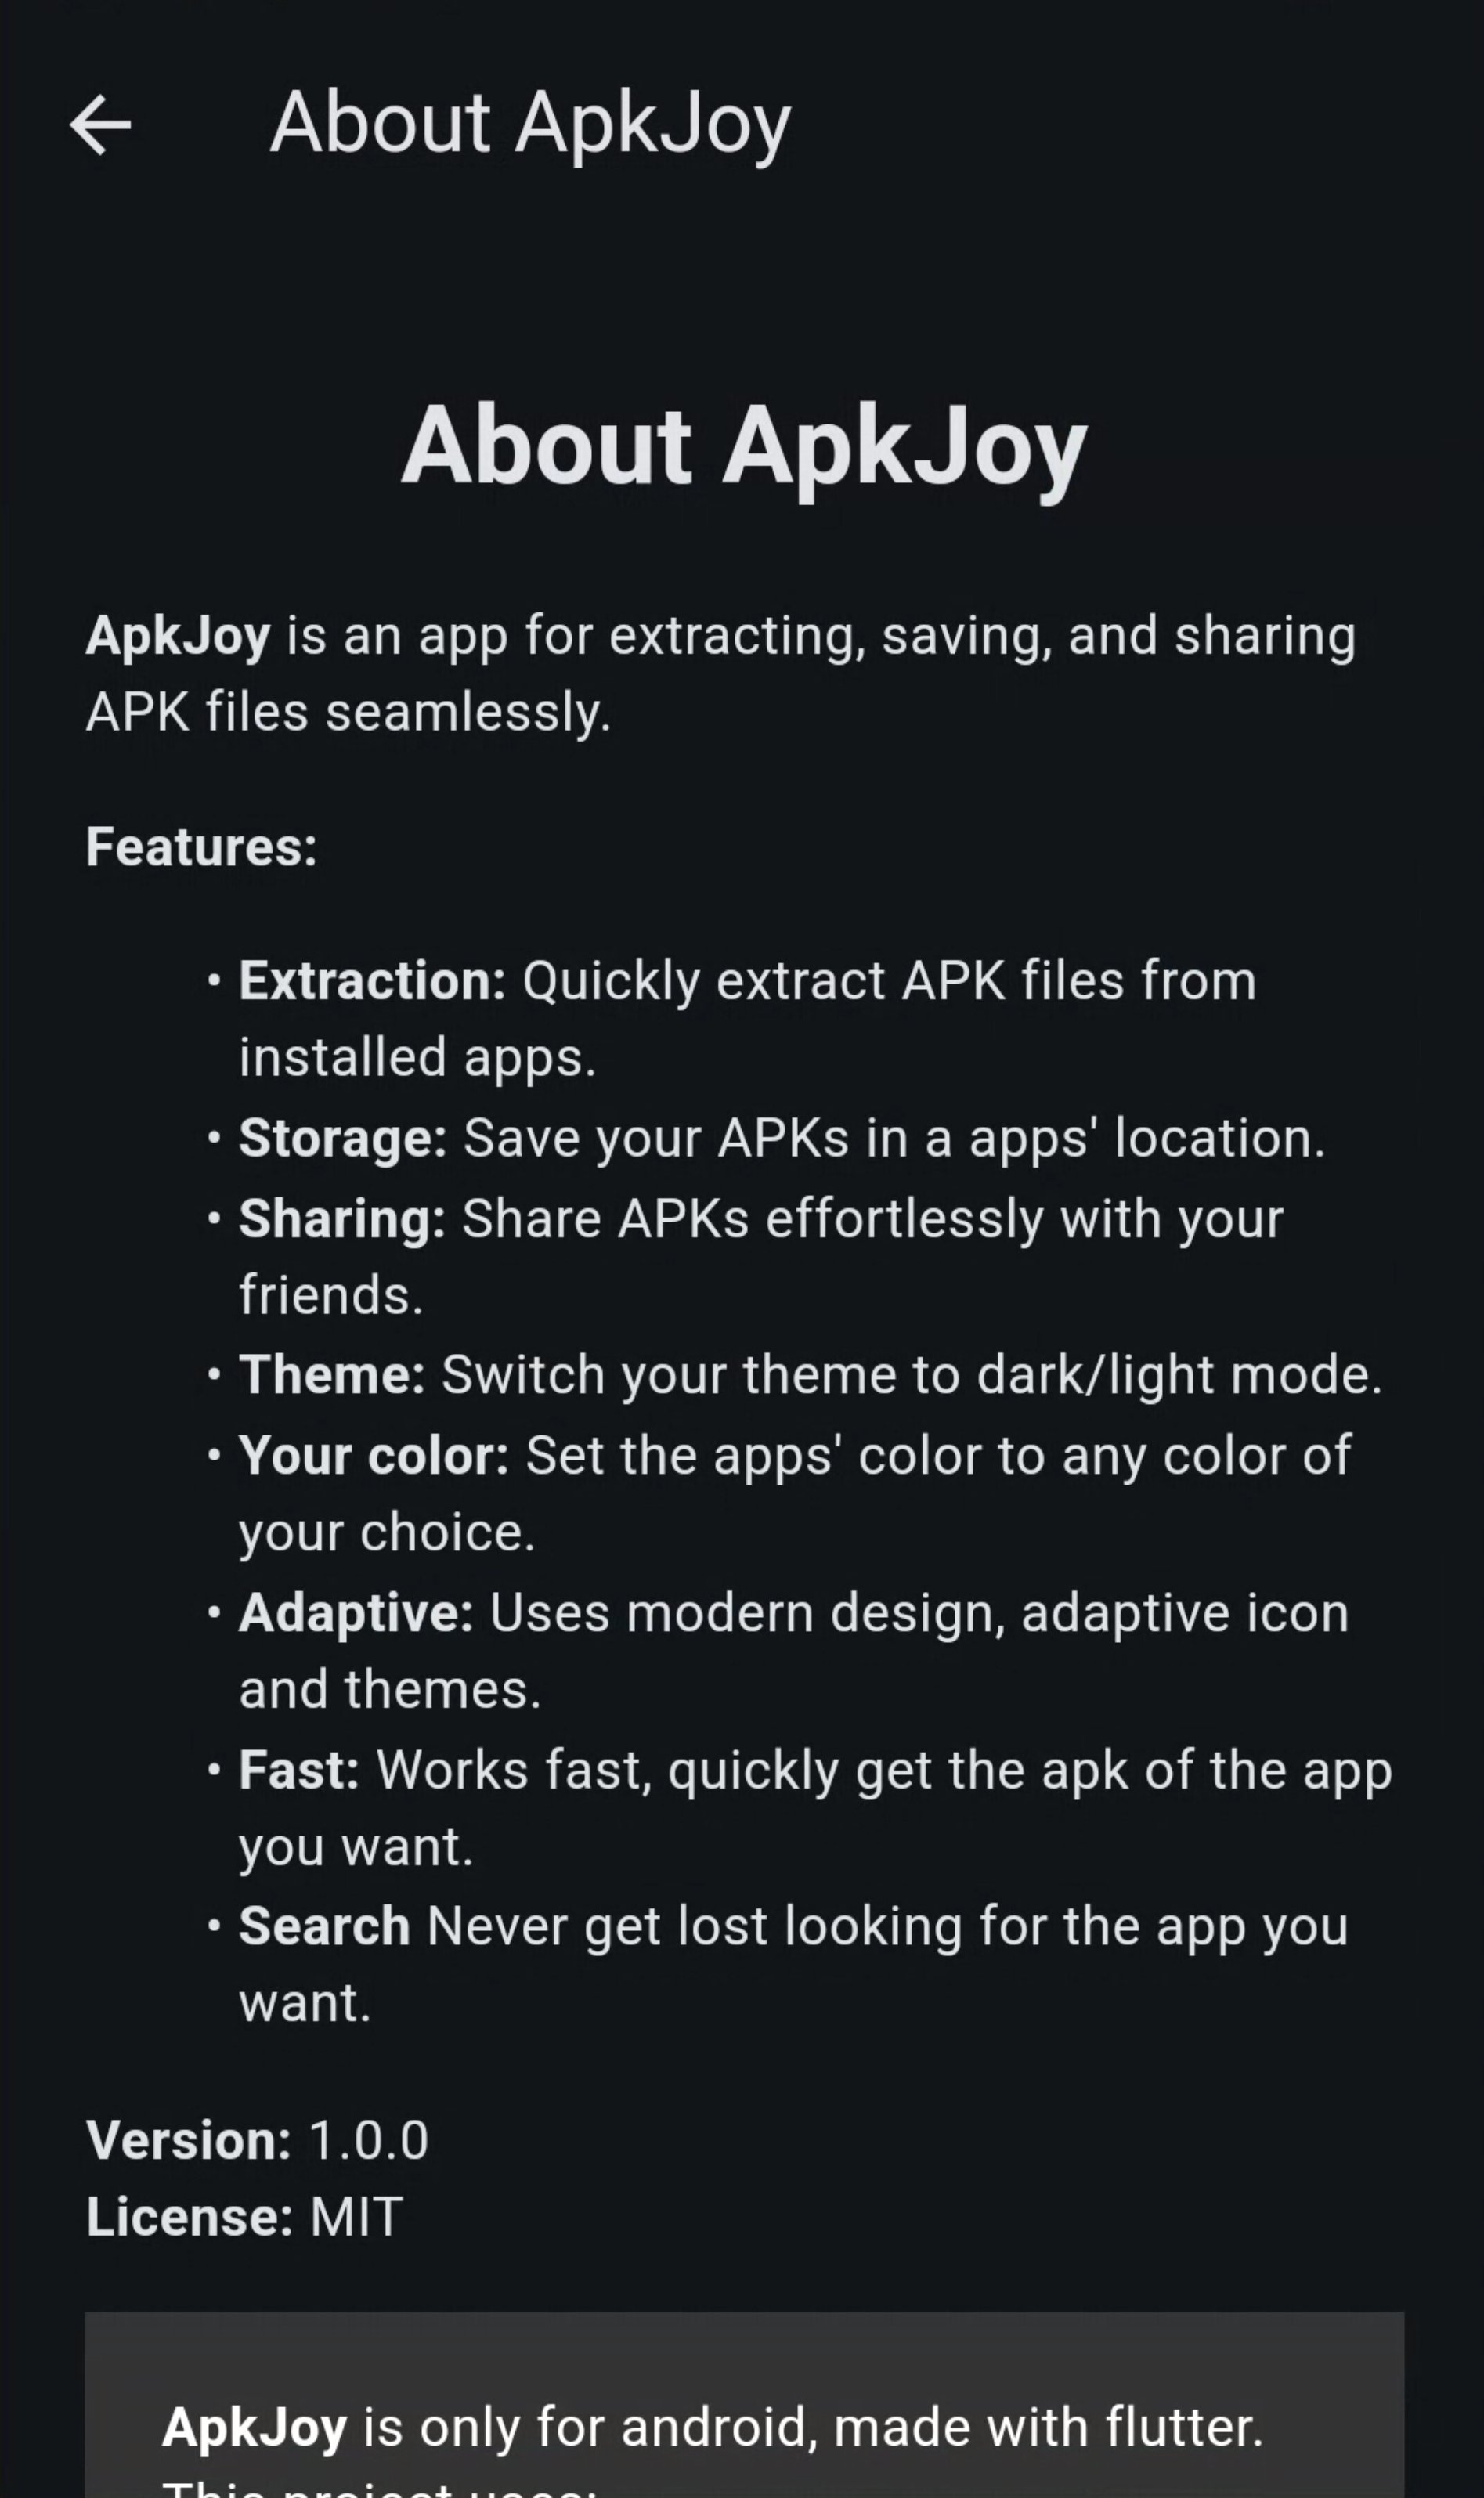 About ApkJoy
About ApkJoy
ApkJoy is an app for extracting, saving, and sharing
APK files seamlessly.
Features:
• Extraction: Quickly extract APK files from
installed apps.
• Storage: Save your APKs in a apps' location.
• Sharing: Share APKs effortlessly with your
friends.
• Theme: Switch your theme to dark/light mode.
• Your color: Set the apps' color to any color of
your choice.
• Adaptive: Uses modern design, adaptive icon
and themes.
• Fast: Works fast, quickly get the apk of the app
you want.
• Search Never get lost looking for the app you
want.
Version: 1.0.0
License: MIT
ApkJoy is only for android, made with flutter.
This project uses: